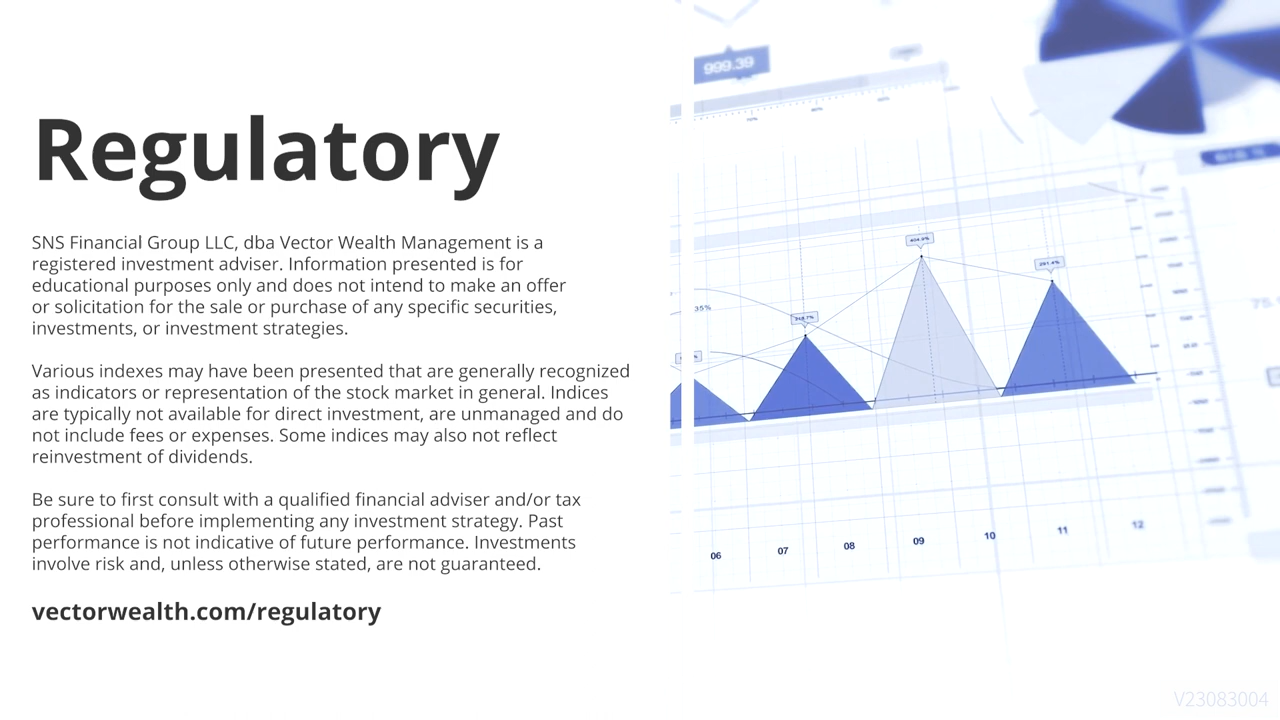 Regulatory
SNS Financial Group LLC, dba Vector Wealth Management is a
registered investment adviser. Information presented is for
educational purposes only and does not intend to make an offer
or solicitation for the sale or purchase of any specific securities,
investments, or investment strategies.
Various indexes may have been presented that are generally recognized
as indicators or representation of the stock market in general. Indices
are typically not available for direct investment, are unmanaged and do
not include fees or expenses. Some indices may also not reflect
reinvestment of dividends.
Be sure to first consult with a qualified financial adviser and/or tax
professional before implementing any investment strategy. Past
performance is not indicative of future performance. Investments
involve risk and, unless otherwise stated, are not guaranteed.
vectorwealth.com/regulatory
999.39
35%
06 07 08 09 10 11 12
V23083004